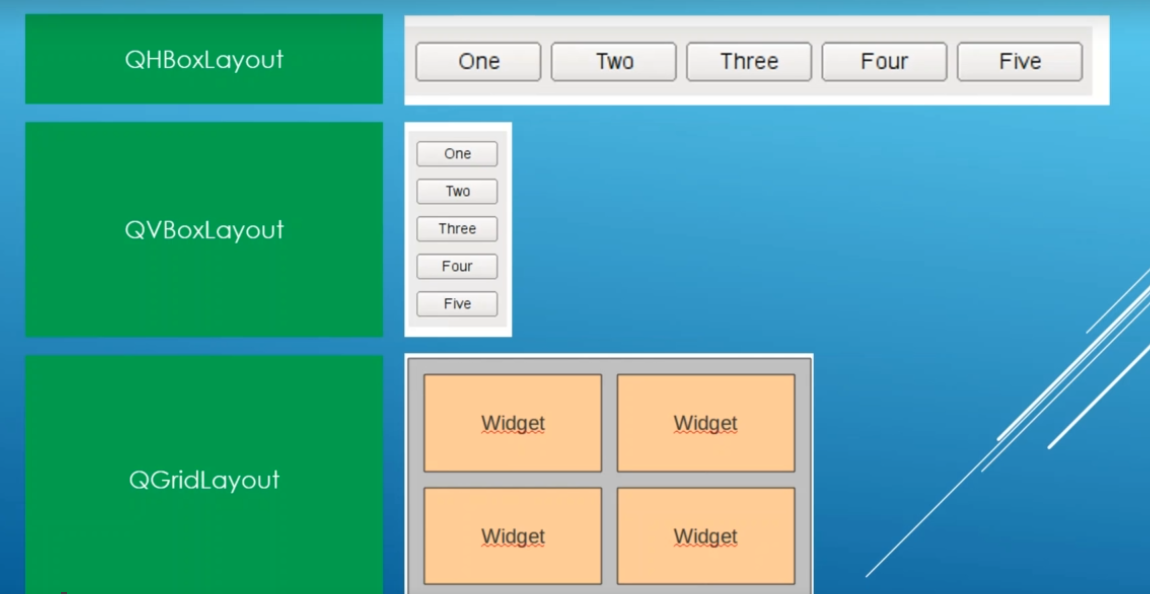 QHBoxLayout
One Two Three Four Five
QVBoxLayout
One
Two
Three
Four
Five
QGridLayout
Widget Widget
Widget Widget